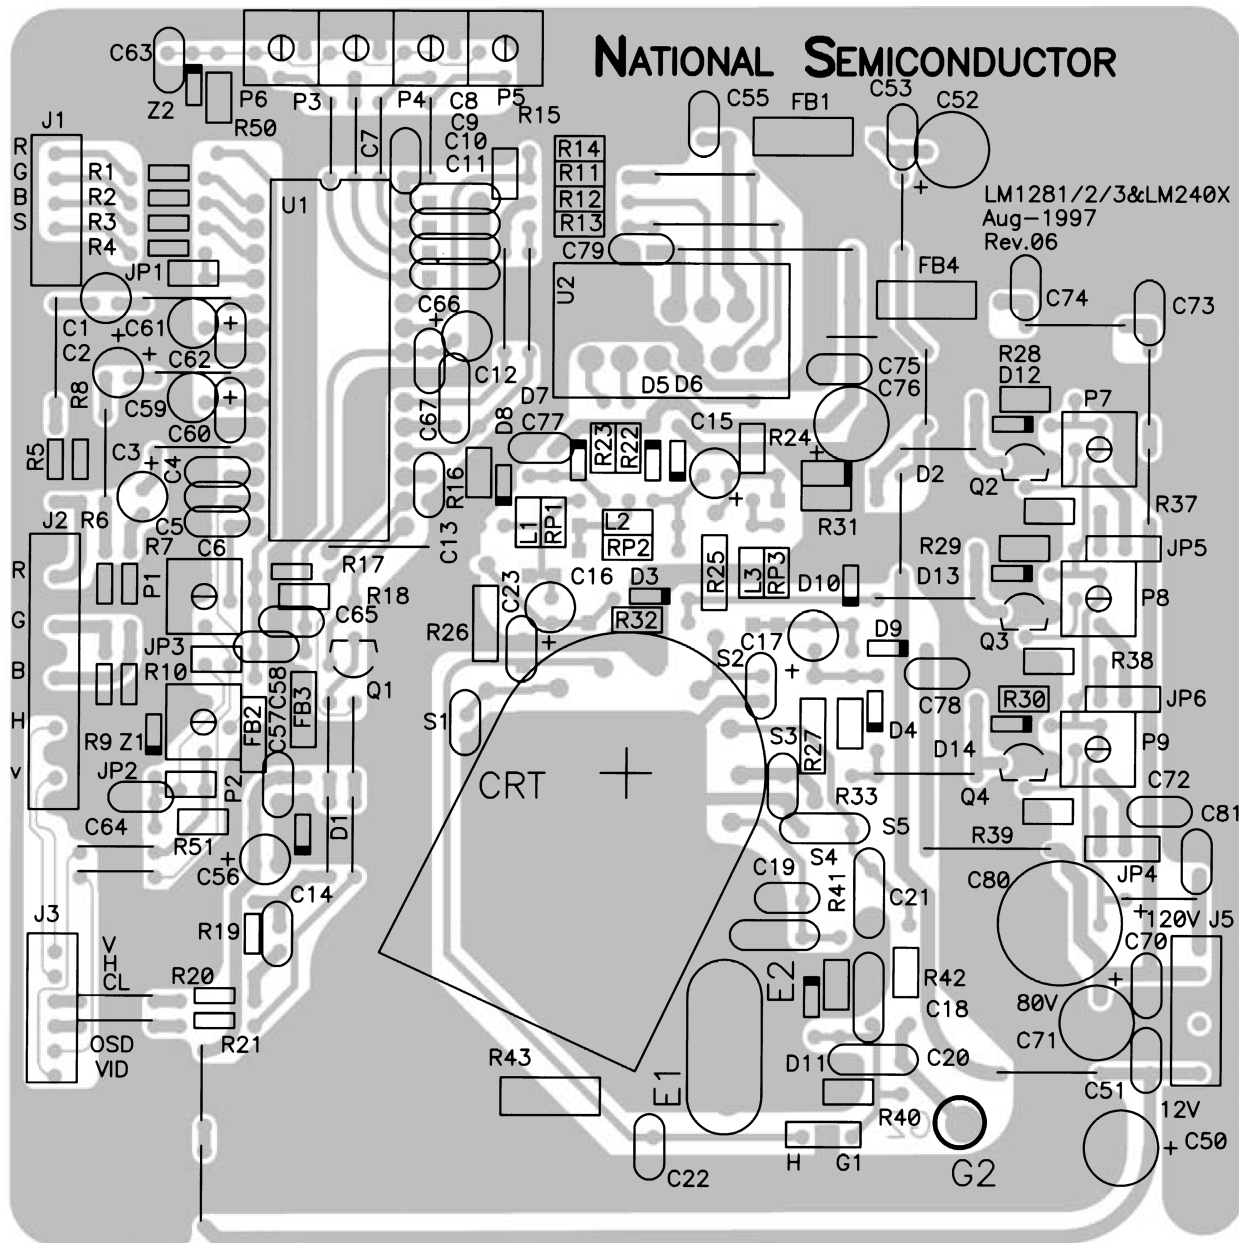 NATIONAL SEMICONDUCTOR
C63
Z2
P6 P3 P4 C8 P5
R50
C7
C9
C10
C11
R15
C55
FB1
C53
C52
+
J1
R
G
B
S
R1
R2
R3
R4
JP1
U1
R14
R11
R12
R13
C79
U2
LM1281/2/3&LM240X
Aug-1997
Rev.06
FB4
C74
C73
C1
+
C61
+
C2
+
C62
C66
+
C12
C75
C76
R28
D12
R8
C59
+
C60
C67
D7
D8
C77
D5 D6
C15
+
R24
+
P7
R5
C3
+
C4
C5
C6
R16
C13
R23
R22
R31
D2
Q2
R37
J2
R6
R7
P1
R17
R18
L1
RP1
L2
RP2
R25
L3
RP3
D10
R29
D13
JP5
P8
R
G
B
H
V
C65
JP3
R10
Q1
C23
C16
+
D3
R32
R26
C17
+
D9
Q3
R38
S2
S1
C78
R30
JP6
R9
Z1
JP2
P2
FB2
C57
C58
FB3
S3
R27
D4
D14
P9
CRT
C72
Q4
C64
R51
C56
+
D1
R33
S5
S4
R39
C81
JP4
J3
C14
R19
C19
R41
C21
C80
+
120V
J5
V
H
CL
R20
R21
OSD
VID
E2
R42
C18
C70
+
80V
C71
R43
E1
D11
C20
C51
12V
R40
C50
+
C22
H
G1
G2